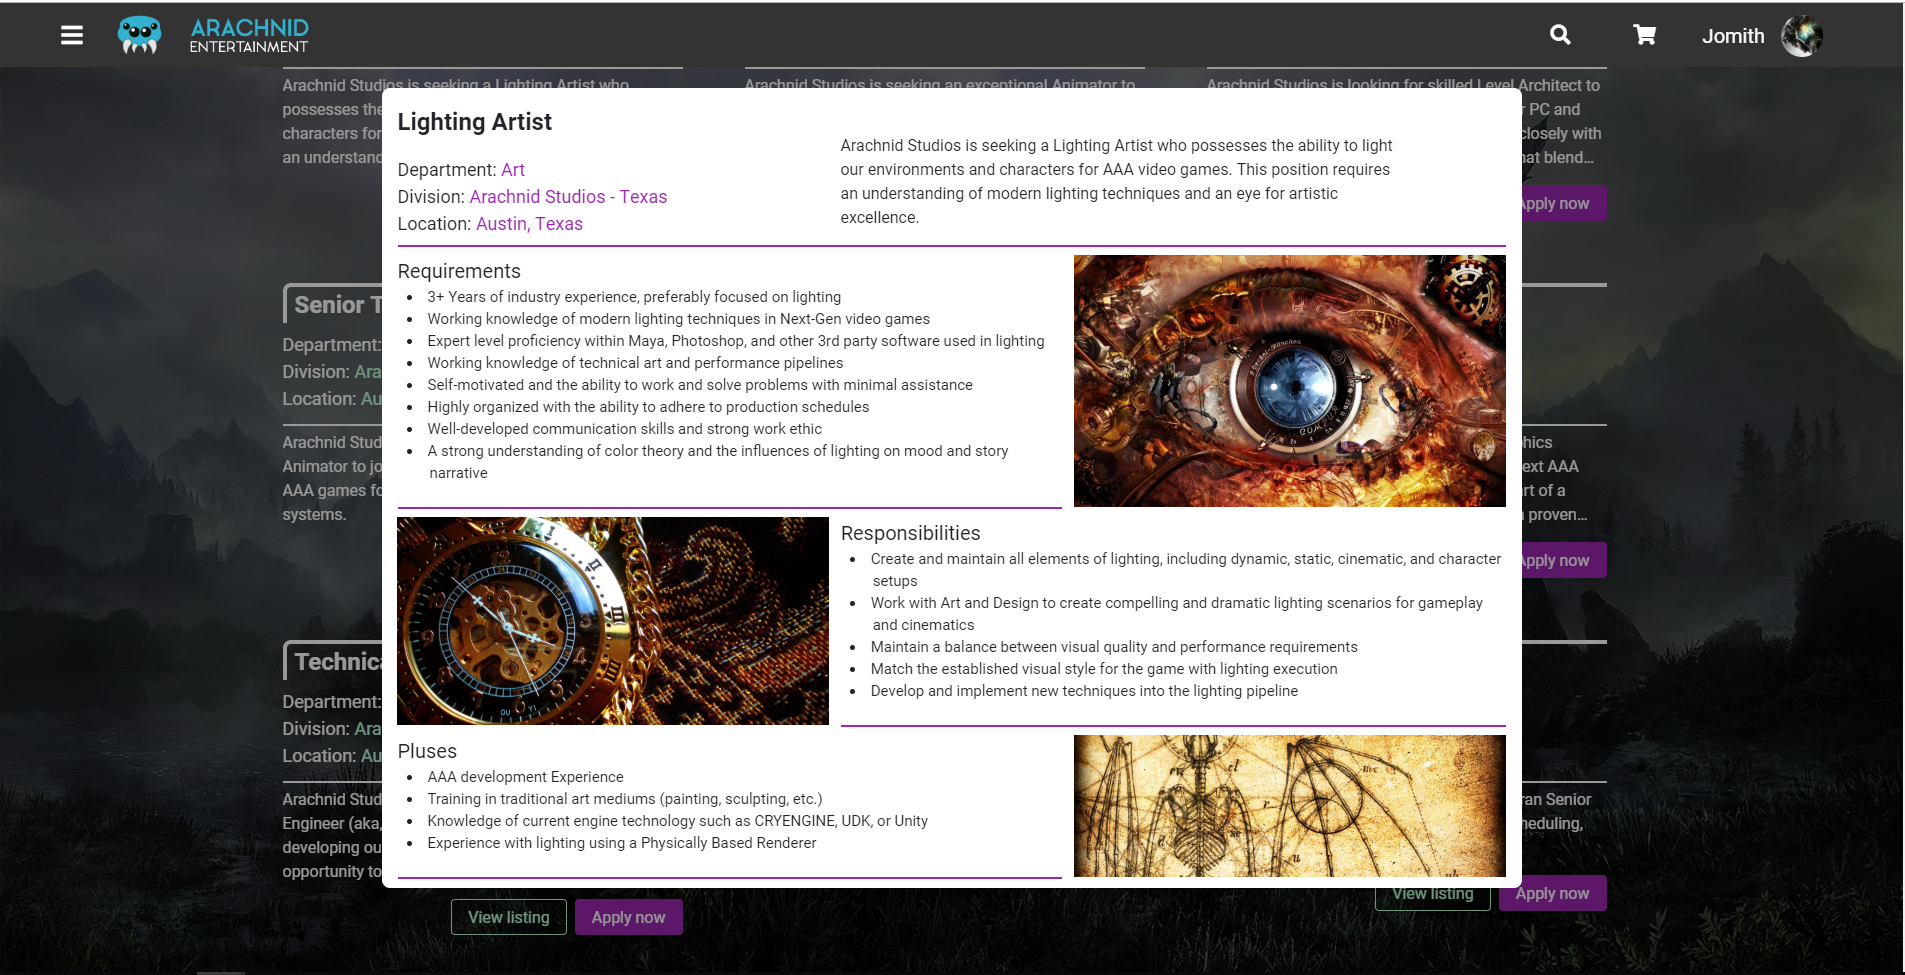 ARACHNID
ENTERTAINMENT
Jomith
Arachnid Studios is seeking a Lighting Artist who
possesses the
characters for
an understand
Arachnid Studios is seeking an exceptional Animator to
Arachnid Studios is looking for skilled Level Architect to
PC and
closely with
hat blend...
Apply now
Lighting Artist
Department: Art
Division: Arachnid Studios - Texas
Location: Austin, Texas
Arachnid Studios is seeking a Lighting Artist who possesses the ability to light
our environments and characters for AAA video games. This position requires
an understanding of modern lighting techniques and an eye for artistic
excellence.
Requirements
3+ Years of industry experience, preferably focused on lighting
Working knowledge of modern lighting techniques in Next-Gen video games
Expert level proficiency within Maya, Photoshop, and other 3rd party software used in lighting
Working knowledge of technical art and performance pipelines
Self-motivated and the ability to work and solve problems with minimal assistance
Highly organized with the ability to adhere to production schedules
Well-developed communication skills and strong work ethic
A strong understanding of color theory and the influences of lighting on mood and story
narrative
Responsibilities
Create and maintain all elements of lighting, including dynamic, static, cinematic, and character
setups
Work with Art and Design to create compelling and dramatic lighting scenarios for gameplay
and cinematics
Maintain a balance between visual quality and performance requirements
Match the established visual style for the game with lighting execution
Develop and implement new techniques into the lighting pipeline
Pluses
AAA development Experience
Training in traditional art mediums (painting, sculpting, etc.)
Knowledge of current engine technology such as CRYENGINE, UDK, or Unity
Experience with lighting using a Physically Based Renderer
Senior T
Department:
Division: Ara
Location: Au
Arachnid Stud
Animator to jo
AAA games fo
systems.
phics
ext AAA
art of a
proven...
Apply now
Technica
Department:
Division: Ara
Location: Au
Arachnid Stud
Engineer (aka,
developing ou
opportunity to
ran Senior
heduling,
View listing
Apply now
View listing
Apply now